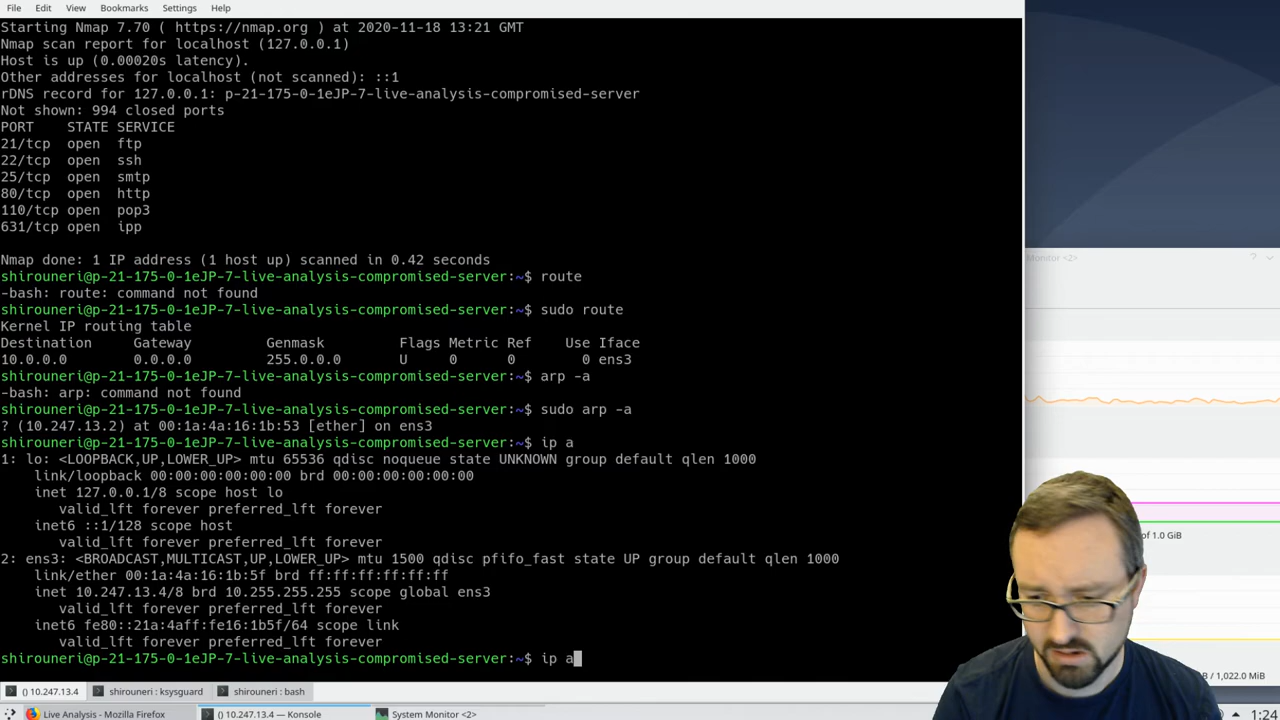 File Edit View Bookmarks Settings Help
Starting Nmap 7.70 ( https://nmap.org ) at 2020-11-18 13:21 GMT
Nmap scan report for localhost (127.0.0.1)
Host is up (0.00020s latency).
Other addresses for localhost (not scanned): ::1
rDNS record for 127.0.0.1: p-21-175-0-1eJP-7-live-analysis-compromised-server
Not shown: 994 closed ports
PORT    STATE SERVICE
21/tcp  open  ftp
22/tcp  open  ssh
25/tcp  open  smtp
80/tcp  open  http
110/tcp open  pop3
631/tcp open  ipp
Nmap done: 1 IP address (1 host up) scanned in 0.42 seconds
shirouneri@p-21-175-0-1eJP-7-live-analysis-compromised-server:~$ route
-bash: route: command not found
shirouneri@p-21-175-0-1eJP-7-live-analysis-compromised-server:~$ sudo route
Kernel IP routing table
Destination     Gateway         Genmask         Flags Metric Ref    Use Iface
10.0.0.0        0.0.0.0         255.0.0.0       U     0      0        0 ens3
shirouneri@p-21-175-0-1eJP-7-live-analysis-compromised-server:~$ arp -a
-bash: arp: command not found
shirouneri@p-21-175-0-1eJP-7-live-analysis-compromised-server:~$ sudo arp -a
? (10.247.13.2) at 00:1a:4a:16:1b:53 [ether] on ens3
shirouneri@p-21-175-0-1eJP-7-live-analysis-compromised-server:~$ ip a
1: lo: <LOOPBACK,UP,LOWER_UP> mtu 65536 qdisc noqueue state UNKNOWN group default qlen 1000
    link/loopback 00:00:00:00:00:00 brd 00:00:00:00:00:00
    inet 127.0.0.1/8 scope host lo
       valid_lft forever preferred_lft forever
    inet6 ::1/128 scope host
       valid_lft forever preferred_lft forever
2: ens3: <BROADCAST,MULTICAST,UP,LOWER_UP> mtu 1500 qdisc pfifo_fast state UP group default qlen 1000
    link/ether 00:1a:4a:16:1b:5f brd ff:ff:ff:ff:ff:ff
    inet 10.247.13.4/8 brd 10.255.255.255 scope global ens3
       valid_lft forever preferred_lft forever
    inet6 fe80::21a:4aff:fe16:1b5f/64 scope link
       valid_lft forever preferred_lft forever
shirouneri@p-21-175-0-1eJP-7-live-analysis-compromised-server:~$ ip a
Monitor <2>
of 1.0 GiB
B / 1,022.0 MiB
() 10.247.13.4 shirouneri : ksysguard shirouneri : bash
Live Analysis - Mozilla Firefox () 10.247.13.4 — Konsole System Monitor <2> 1:24